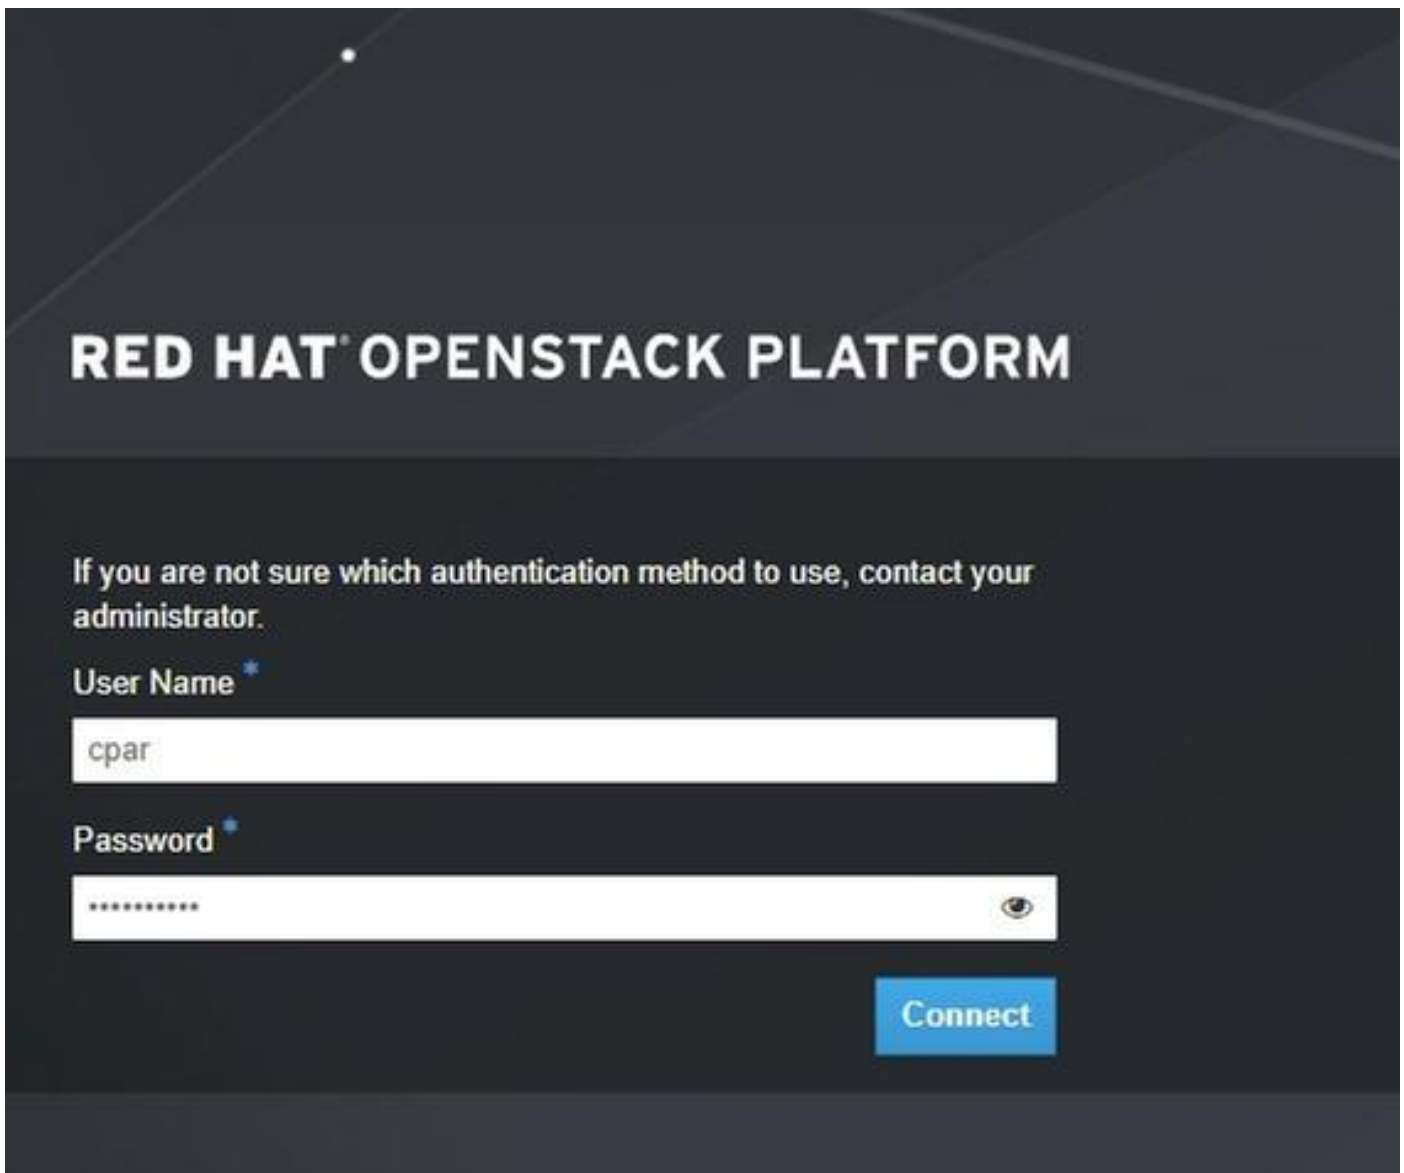 RED HAT® OPENSTACK PLATFORM
If you are not sure which authentication method to use, contact your
administrator.
User Name *
cpar
Password *
••••••••••
Connect